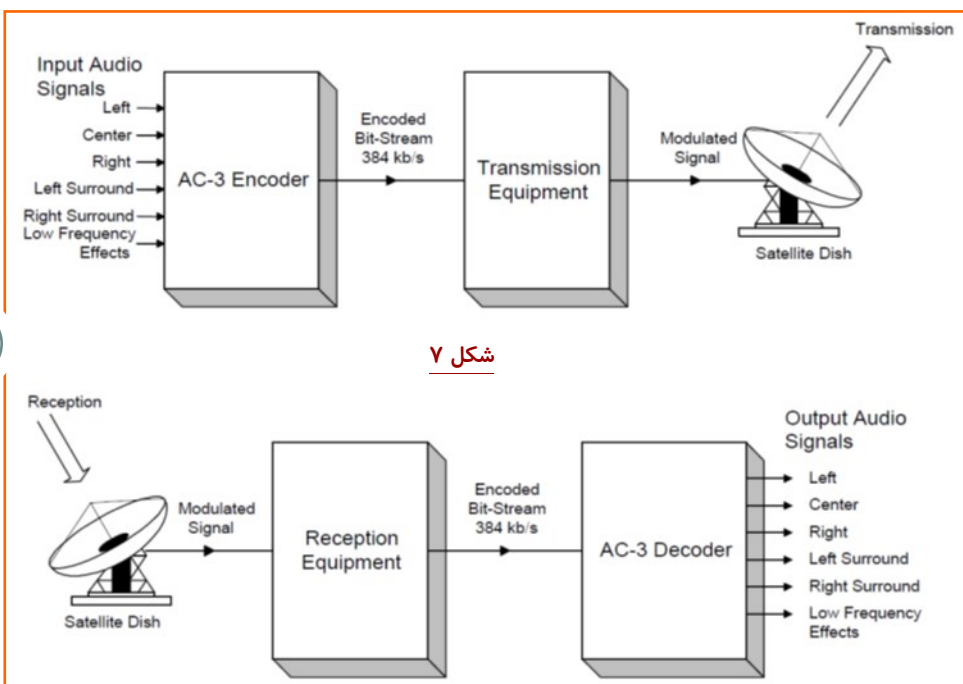 Transmission
Input Audio
Signals
Left
Center
Right
Left Surround
Right Surround
Low Frequency
Effects
AC-3 Encoder
Encoded
Bit-Stream
384 kb/s
Transmission
Equipment
Modulated
Signal
Satellite Dish
شکل ۷
Reception
Satellite Dish
Modulated
Signal
Reception
Equipment
Encoded
Bit-Stream
384 kb/s
AC-3 Decoder
Output Audio
Signals
Left
Center
Right
Left Surround
Right Surround
Low Frequency
Effects